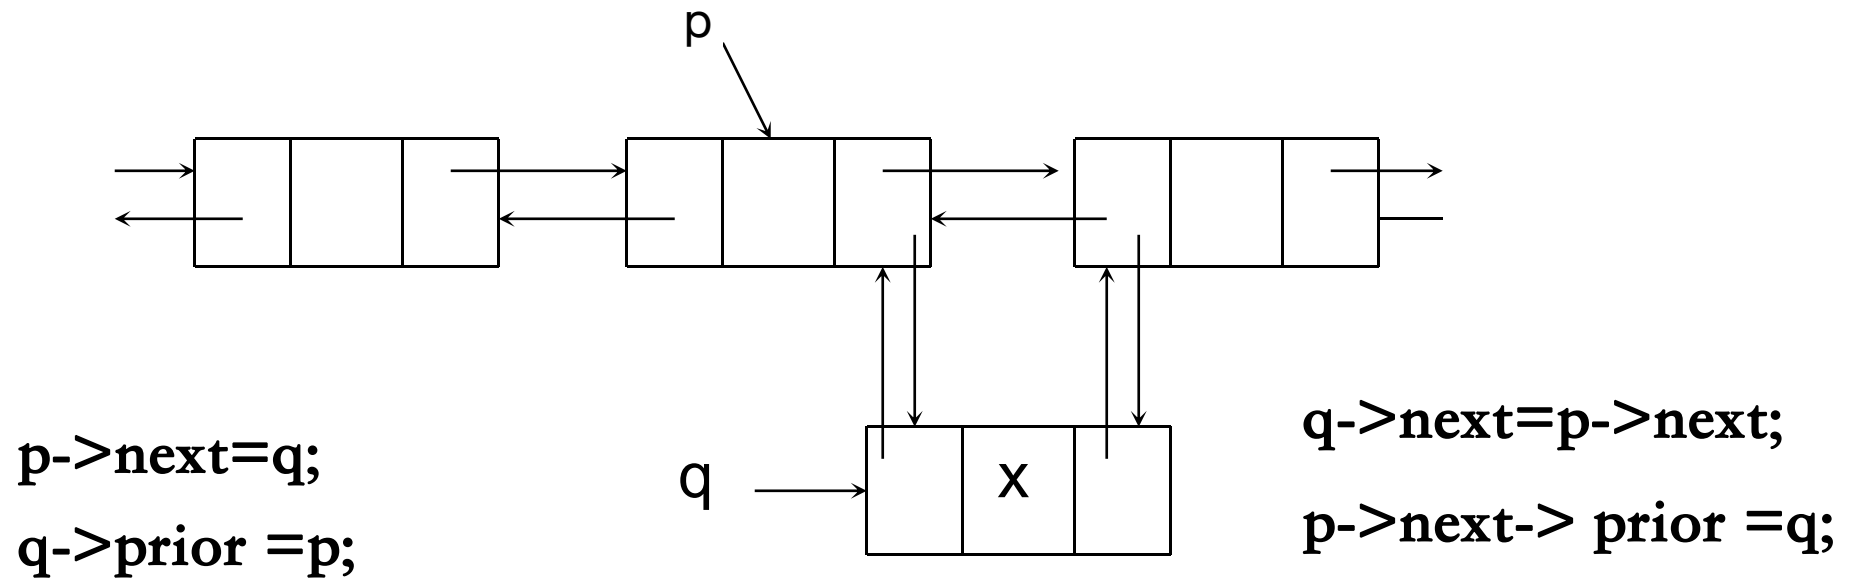 p
q->next=p->next;
p->next=q;
q
x
p->next-> prior =q;
q->prior =p;